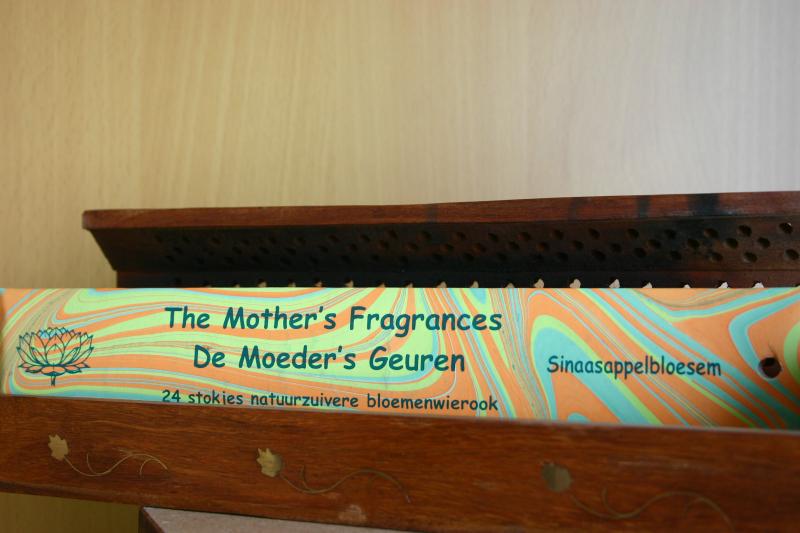 The Mother's Fragrances
De Moeder's Geuren
Sinaasappelbloesem
24 stokjes natuurzuivere bloemenwierook